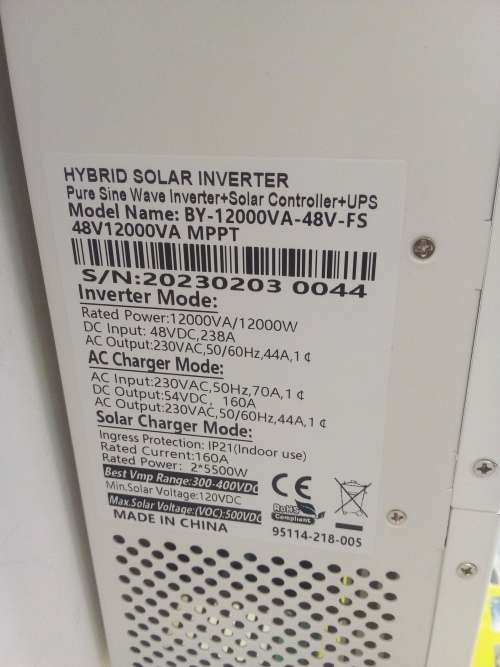 HYBRID SOLAR INVERTER
Pure Sine Wave Inverter+Solar Controller+UPS
Model Name: BY-12000VA-48V-FS
48V12000VA MPPT
S/N:20230203 0044
Inverter Mode:
Rated Power:12000VA/12000W
DC Input: 48VDC,238A
AC Output:230VAC,50/60Hz,44A,1 ¢
AC Charger Mode:
AC Input:230VAC,50Hz,70A,1 ¢
DC Output:54VDC, 160A
AC Output:230VAC,50/60Hz,44A,1 ¢
Solar Charger Mode:
Ingress Protection: IP21(Indoor use)
Rated Current:160A
Rated Power: 2*5500W
Best Vmp Range:300-400VDC
Min.Solar Voltage:120VDC
Max.Solar Voltage:(VOC):500VDC
MADE IN CHINA
CE
RoHS
Compliant
95114-218-005